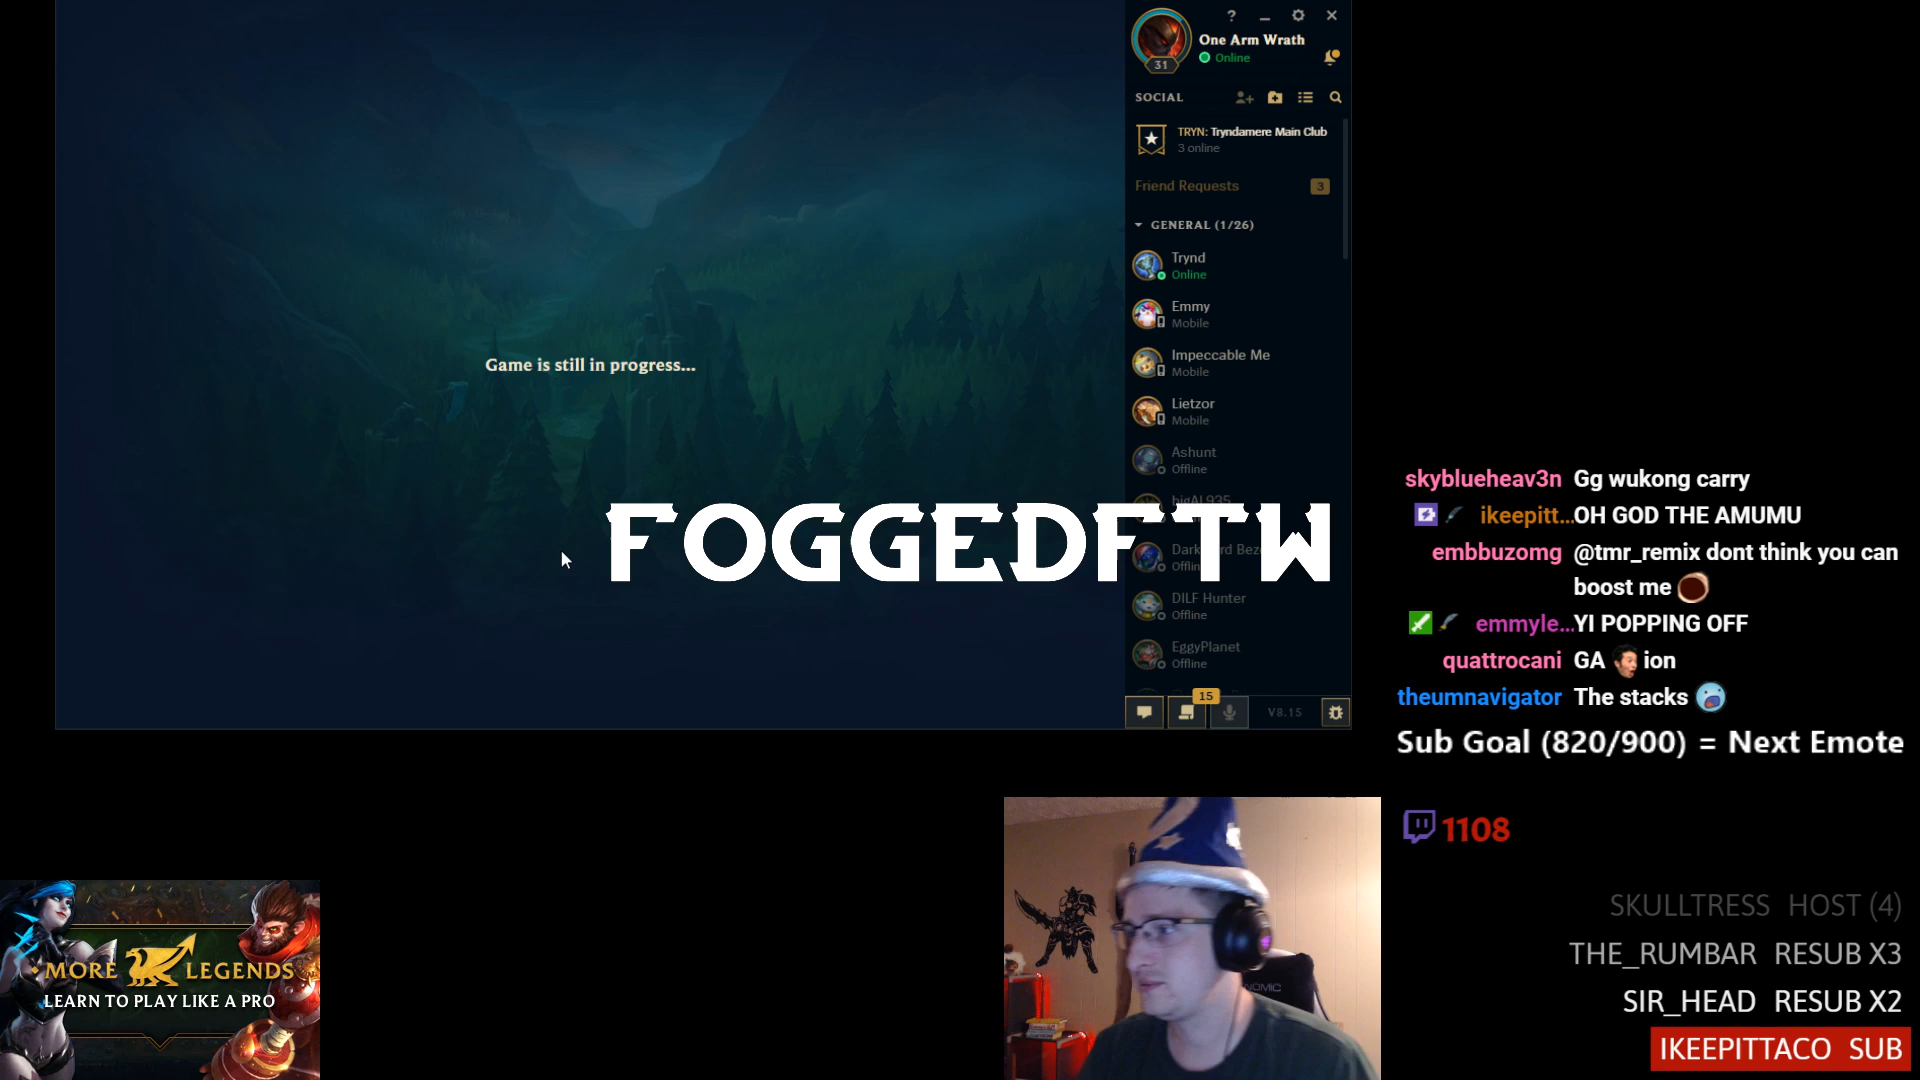 One Arm Wrath
Online
31
SOCIAL
TRYN: Tryndamere Main Club
3 online
Friend Requests
3
GENERAL (1/26)
Trynd
Online
Emmy
Mobile
Impeccable Me
Mobile
Lietzor
Mobile
Ashunt
Offline
bigAL935
DILF Hunter
Offline
EggyPlanet
Offline
15
V8.15
Game is still in progress...
FOGGEDFTW
skyblueheav3n Gg wukong carry
ikeepitt... OH GOD THE AMUMU
embbuzomg @tmr_remix dont think you can
boost me
emmyle... YI POPPING OFF
quattrocani GA ion
theumnavigator The stacks
Sub Goal (820/900) = Next Emote
1108
SKULLTRESS HOST (4)
THE_RUMBAR RESUB X3
SIR_HEAD RESUB X2
IKEEPITTACO SUB
MORE LEGENDS
LEARN TO PLAY LIKE A PRO